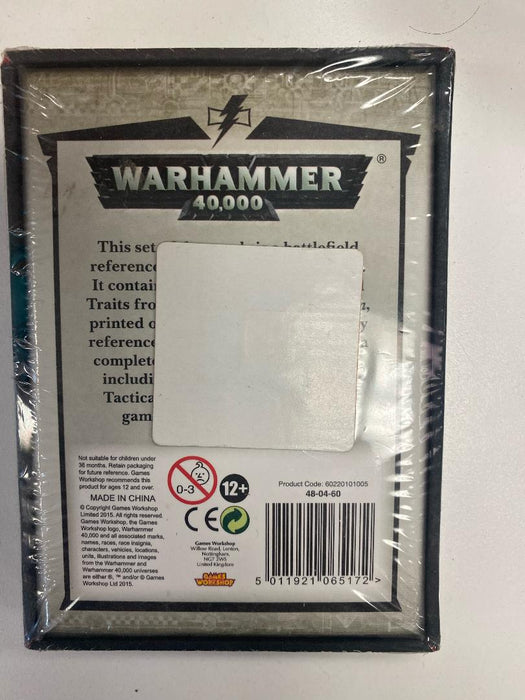 WARHAMMER ®
40,000
This set battlefield
reference
It contai
Traits fro
printed o
reference
complete
includi
Tactica
gam
Not suitable for children under
36 months. Retain packaging
for future reference. Games
Workshop recommends this
product for ages 12 and over.
MADE IN CHINA
© Copyright Games Workshop
Limited 2015. All rights reserved.
Games Workshop, the Games
Workshop logo, Warhammer
40,000 and all associated marks,
names, races, race insignia,
characters, vehicles, locations,
units, illustrations and images
from the Warhammer and
Warhammer 40,000 universes
are either ®, ™ and/or © Games
Workshop Ltd 2015.
0-3
12+
CE
Games Workshop
Willow Road, Lenton,
Nottingham,
NG7 2WS
United Kingdom
GAMES
WORKSHOP
Product Code: 60220101005
48-04-60
5 011921 065172 >